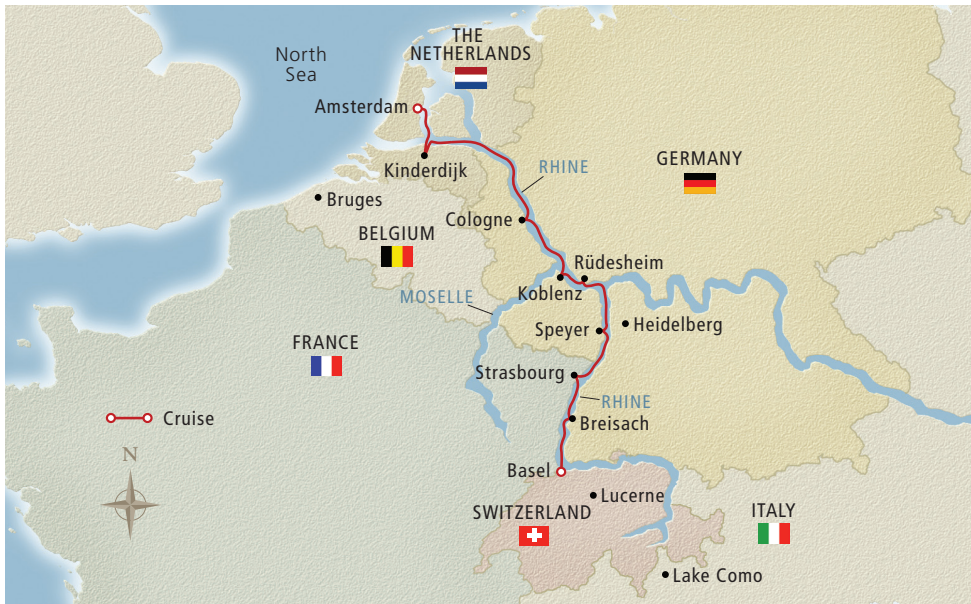 THE
NETHERLANDS
North
Sea
Amsterdam
Kinderdijk
RHINE
GERMANY
Bruges
Cologne
BELGIUM
Rüdesheim
Koblenz
MOSELLE
Speyer
Heidelberg
FRANCE
Strasbourg
RHINE
Breisach
Cruise
N
Basel
Lucerne
SWITZERLAND
ITALY
Lake Como